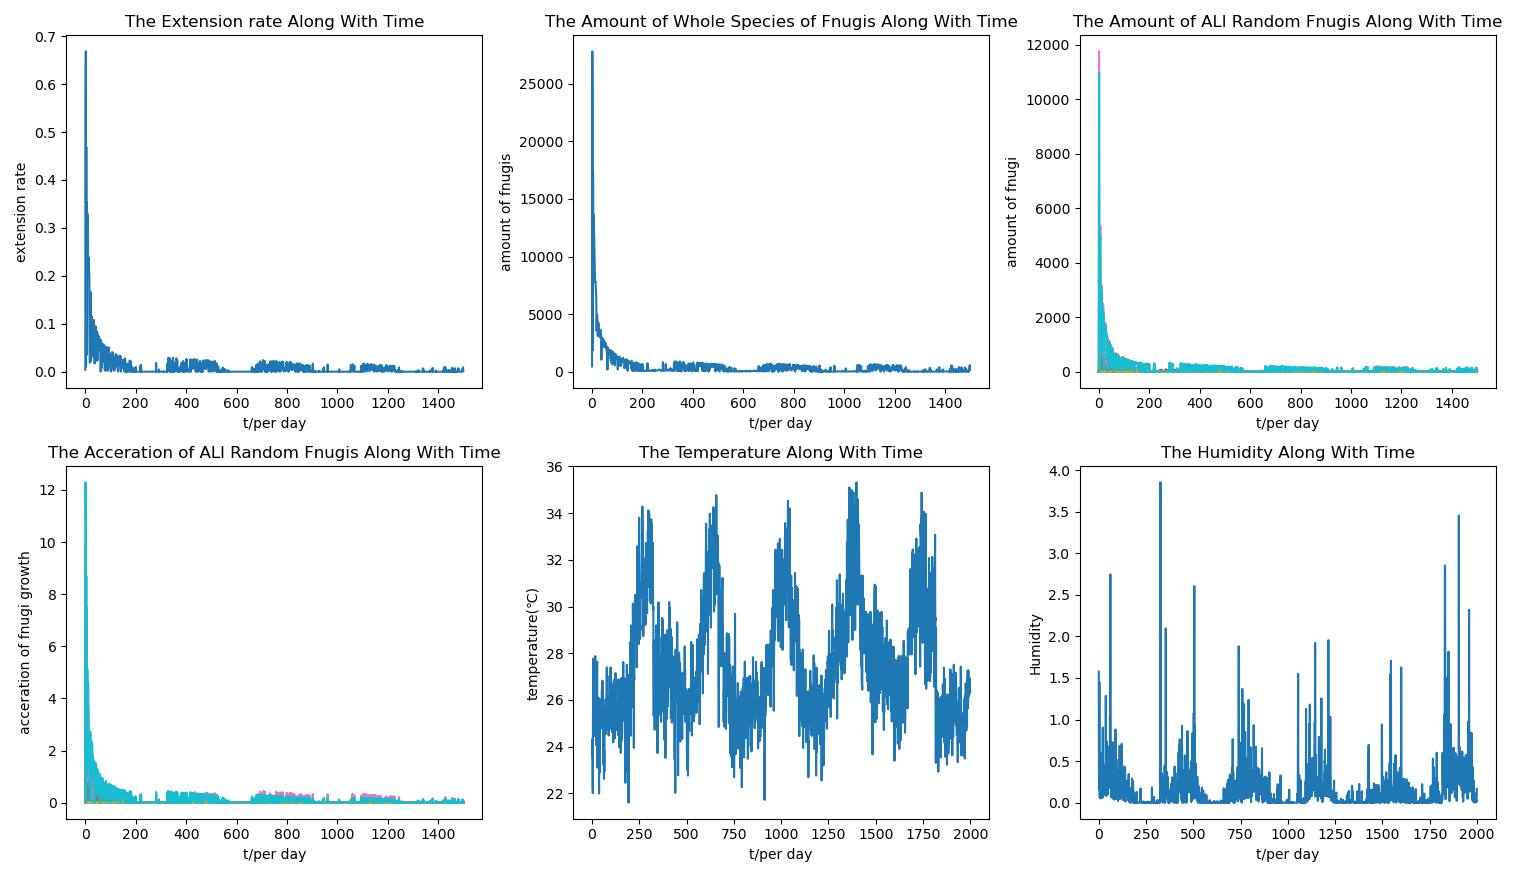 The Extension rate Along With Time
extension rate
0.7
0.6
0.5
0.4
0.3
0.2
0.1
0.0
0 200 400 600 800 1000 1200 1400
t/per day
The Amount of Whole Species of Fnugis Along With Time
amount of fnugis
25000
20000
15000
10000
5000
0
0 200 400 600 800 1000 1200 1400
t/per day
The Amount of ALl Random Fnugis Along With Time
amount of fnugi
12000
10000
8000
6000
4000
2000
0
0 200 400 600 800 1000 1200 1400
t/per day
The Acceration of ALl Random Fnugis Along With Time
acceration of fnugi growth
12
10
8
6
4
2
0
0 200 400 600 800 1000 1200 1400
t/per day
The Temperature Along With Time
temperature(℃)
36
34
32
30
28
26
24
22
0 250 500 750 1000 1250 1500 1750 2000
t/per day
The Humidity Along With Time
Humidity
4.0
3.5
3.0
2.5
2.0
1.5
1.0
0.5
0.0
0 250 500 750 1000 1250 1500 1750 2000
t/per day